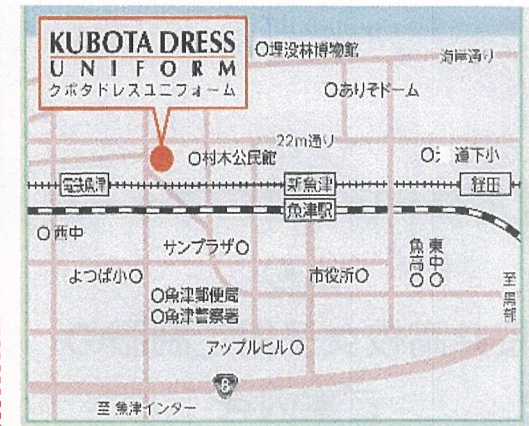 KUBOTA DRESS
UNIFORM
クボタドレスユニフォーム
埋没林博物館
海岸通り
ありそドーム
22m通り
村木公民館
道下小
電鉄魚津
新魚津
経田
魚津駅
西中
サンプラザ
魚高
東中
よつば小
市役所
至 黒部
魚津郵便局
魚津警察署
アップルヒル
8
至 魚津インター